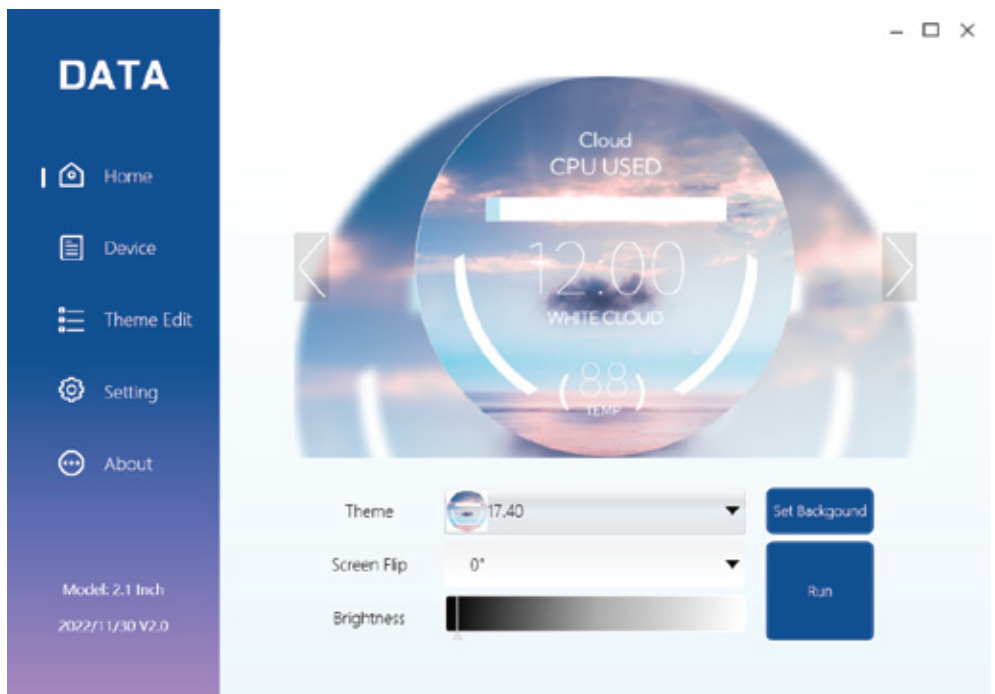 DATA
Home
Device
Theme Edit
Setting
About
Model: 2.1 Inch
2022/11/30 V2.0
Cloud
CPU USED
12:00
WHITE CLOUD
88
TEMP
Theme
17.40
Set Backgound
Screen Flip
0°
Run
Brightness